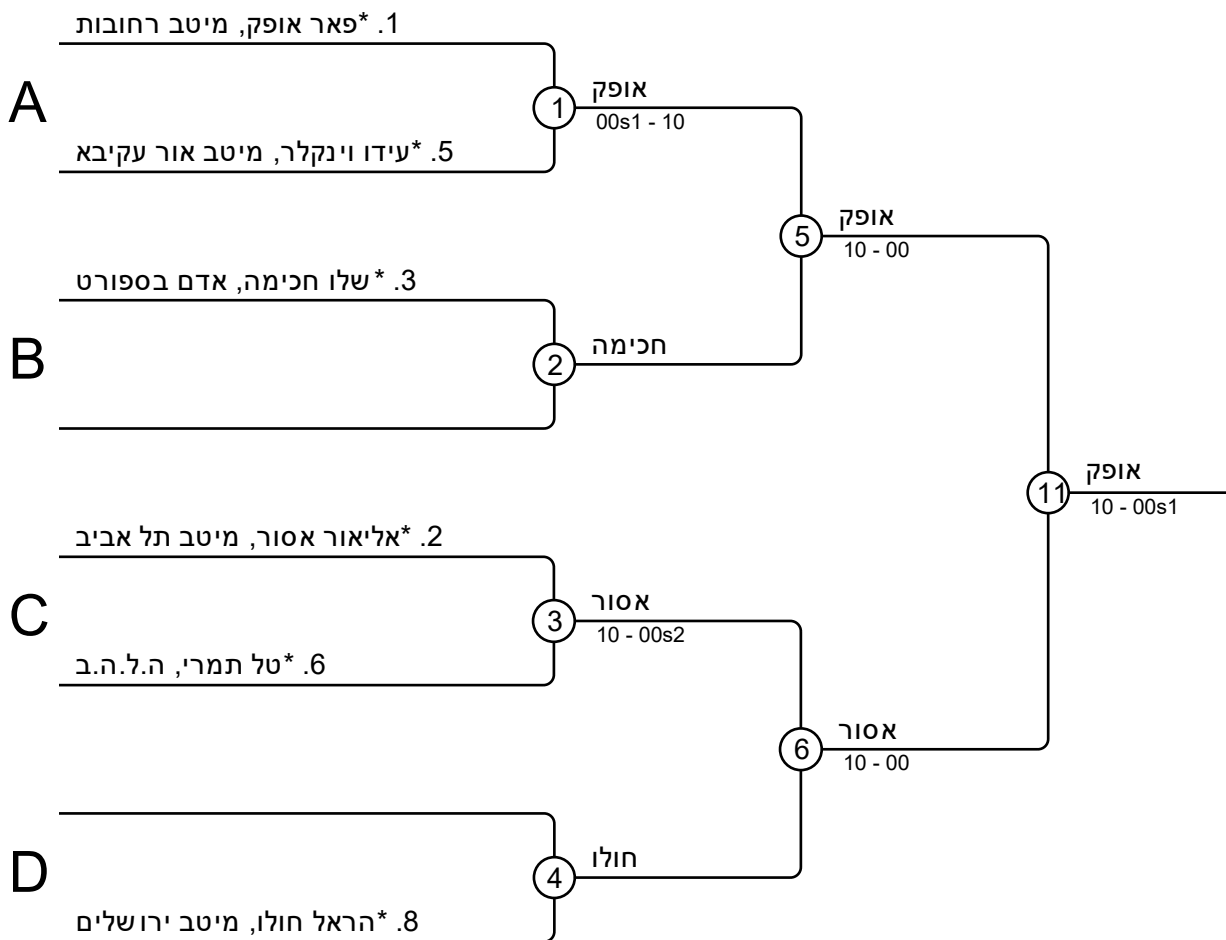 1. *פאר אופק, מיטב רחובות
A
1
אופק
00s1 - 10
5. *עידו וינקלר, מיטב אור עקיבא
5
אופק
10 - 00
3. *שלו חכימה, אדם בספורט
B
2
חכימה
11
אופק
10 - 00s1
2. *אליאור אסור, מיטב תל אביב
C
3
אסור
10 - 00s2
6. *טל תמרי, ה.ל.ה.ב
6
אסור
10 - 00
D
4
חולו
8. *הראל חולו, מיטב ירושלים